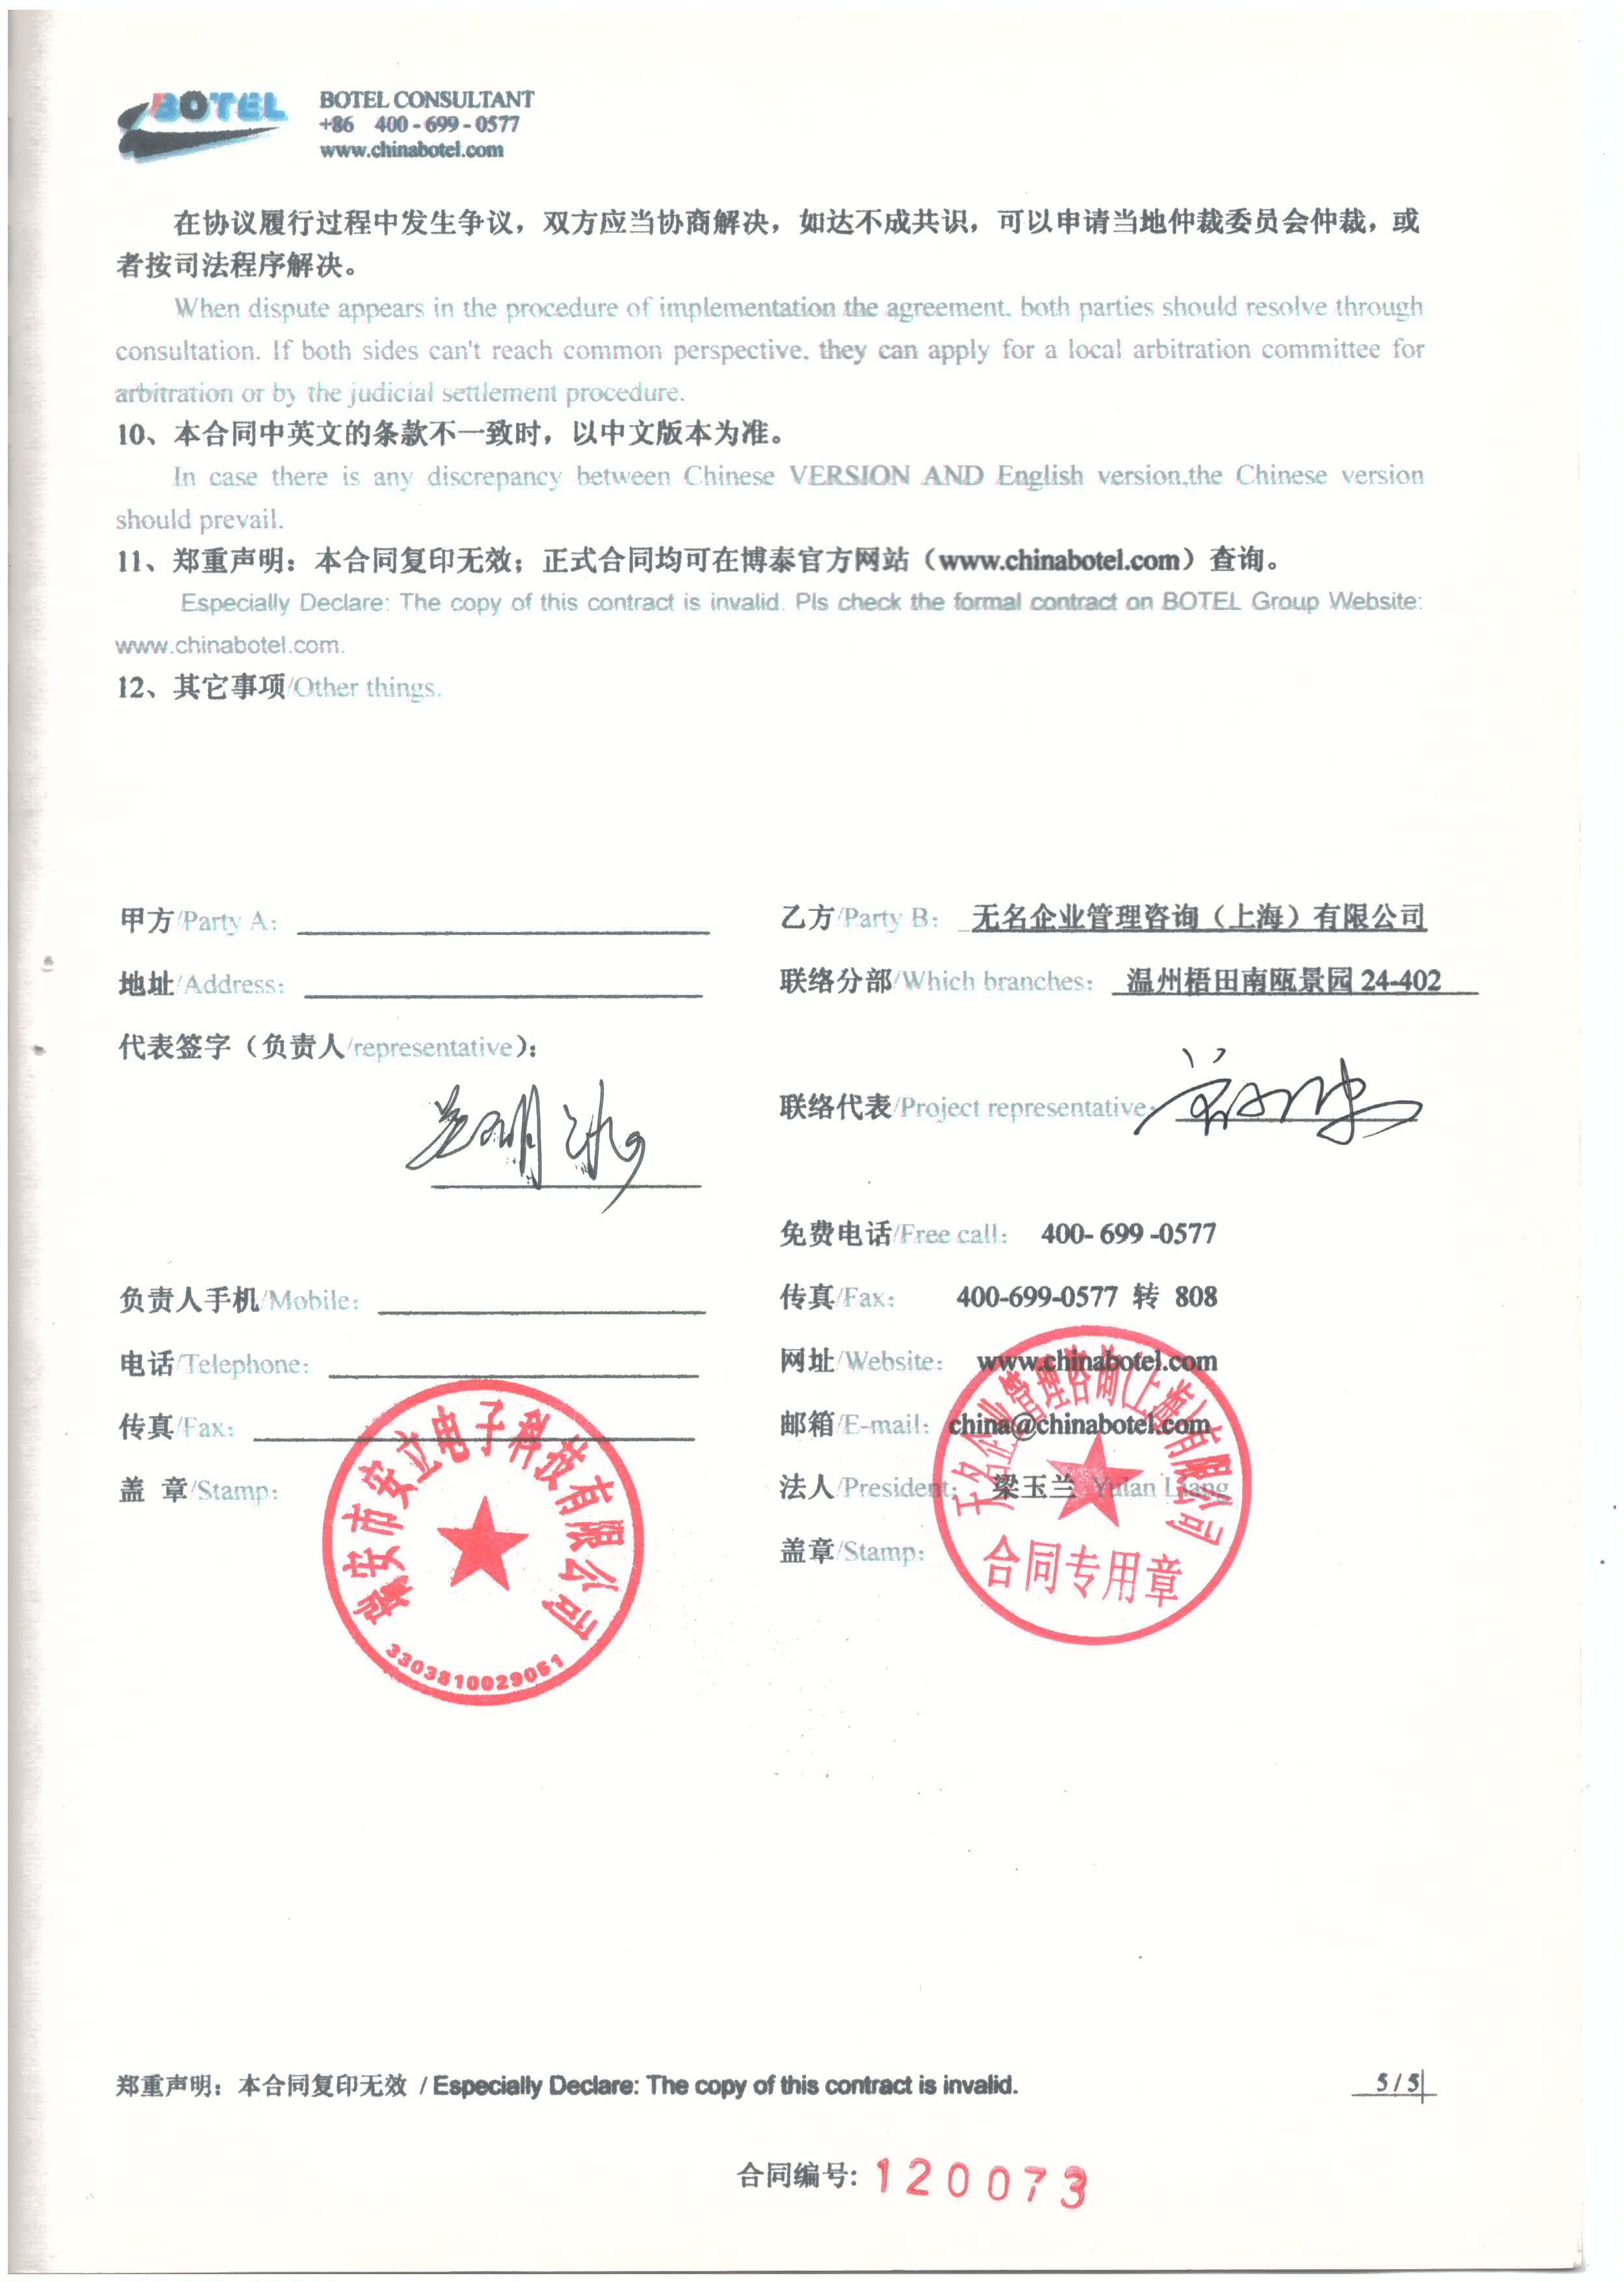 BOTEL
BOTEL CONSULTANT
+86 400-699-0577
www.chinabotel.com
在协议履行过程中发生争议，双方应当协商解决，如达不成共识，可以申请当地仲裁委员会仲裁，或
者按司法程序解决。
When dispute appears in the procedure of implementation the agreement, both parties should resolve through
consultation. If both sides can't reach common perspective, they can apply for a local arbitration committee for
arbitration or by the judicial settlement procedure.
10、本合同中英文的条款不一致时，以中文版本为准。
In case there is any discrepancy between Chinese VERSION AND English version,the Chinese version
should prevail.
11、郑重声明：本合同复印无效；正式合同均可在博泰官方网站（www.chinabotel.com）查询。
Especially Declare: The copy of this contract is invalid. Pls check the formal contract on BOTEL Group Website:
www.chinabotel.com.
12、其它事项/Other things.
甲方/Party A:
乙方/Party B: 无名企业管理咨询（上海）有限公司
地址/Address:
联络分部/Which branches: 温州梧田南瓯景园 24-402
代表签字（负责人/representative）:
联络代表/Project representative:
免费电话/Free call: 400- 699 -0577
负责人手机/Mobile:
传真/Fax: 400-699-0577 转 808
电话/Telephone:
网址/Website: www.chinabotel.com
传真/Fax:
邮箱/E-mail: china@chinabotel.com
盖 章/Stamp:
法人/President: 梁玉兰 Yulan Liang
盖章/Stamp:
瑞安市安立电子科技有限公司
3303810029061
无名企业管理咨询(上海)有限公司
合同专用章
郑重声明：本合同复印无效 / Especially Declare: The copy of this contract is invalid.
5 / 5
合同编号: 120073